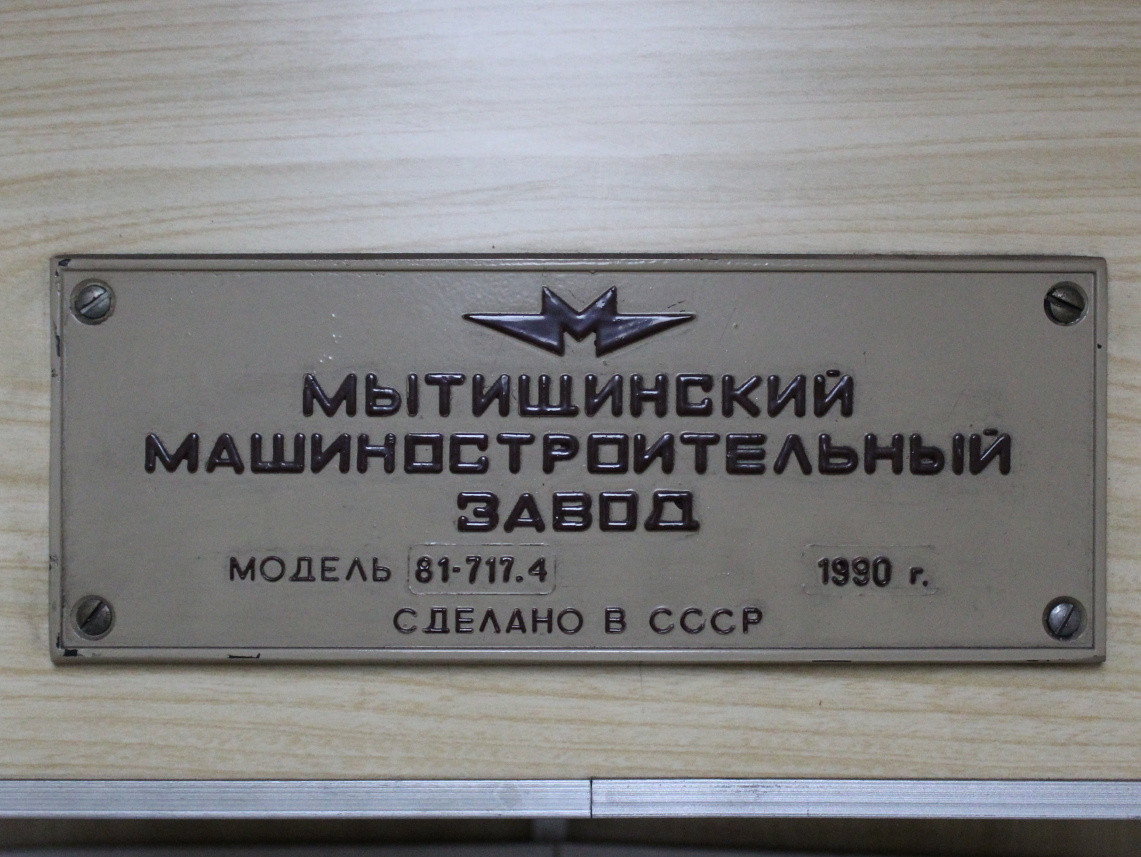 МЫТИЩИНСКИЙ
МАШИНОСТРОИТЕЛЬНЫЙ
ЗАВОД
МОДЕЛЬ 81-717.4 1990 г.
СДЕЛАНО В СССР